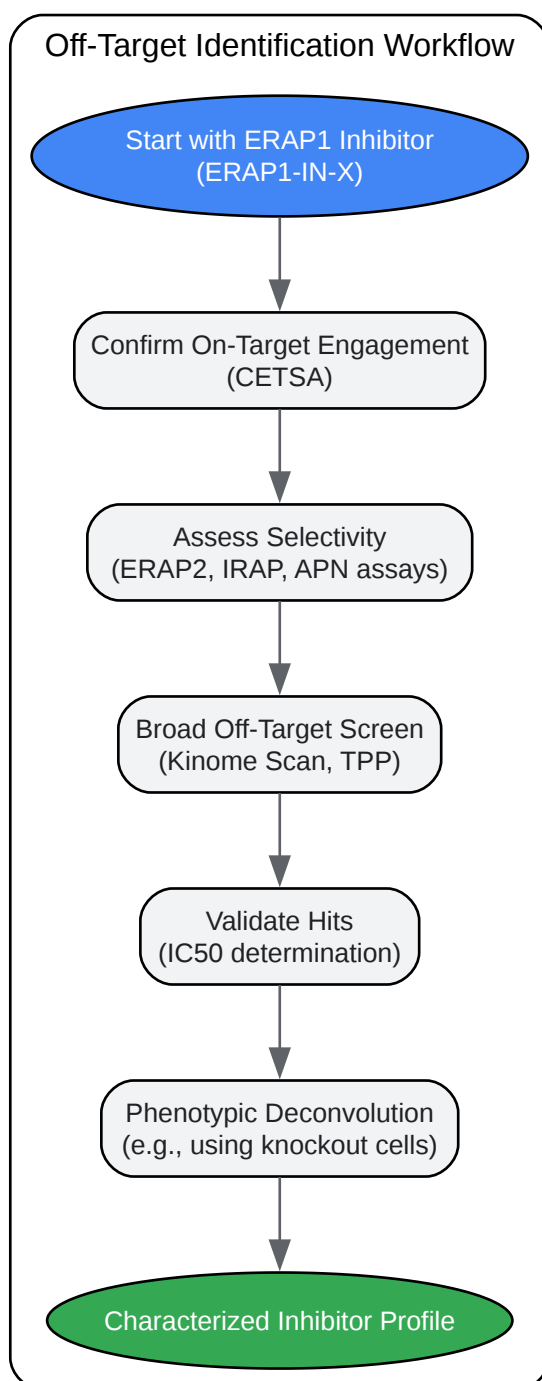 Off-Target Identification Workflow
Start with ERAP1 Inhibitor
(ERAP1-IN-X)
Confirm On-Target Engagement
(CETSA)
Assess Selectivity
(ERAP2, IRAP, APN assays)
Broad Off-Target Screen
(Kinome Scan, TPP)
Validate Hits
(IC50 determination)
Phenotypic Deconvolution
(e.g., using knockout cells)
Characterized Inhibitor Profile